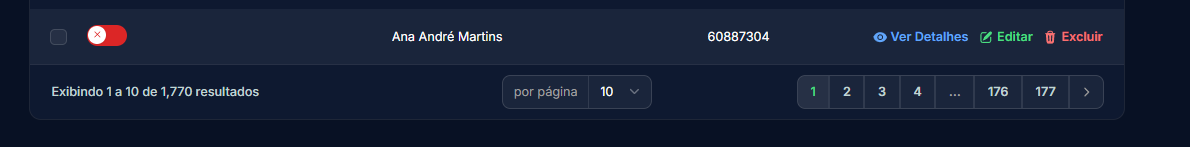 Ana André Martins 60887304 Ver Detalhes Editar Excluir
Exibindo 1 a 10 de 1,770 resultados por página 10 1 2 3 4 ... 176 177